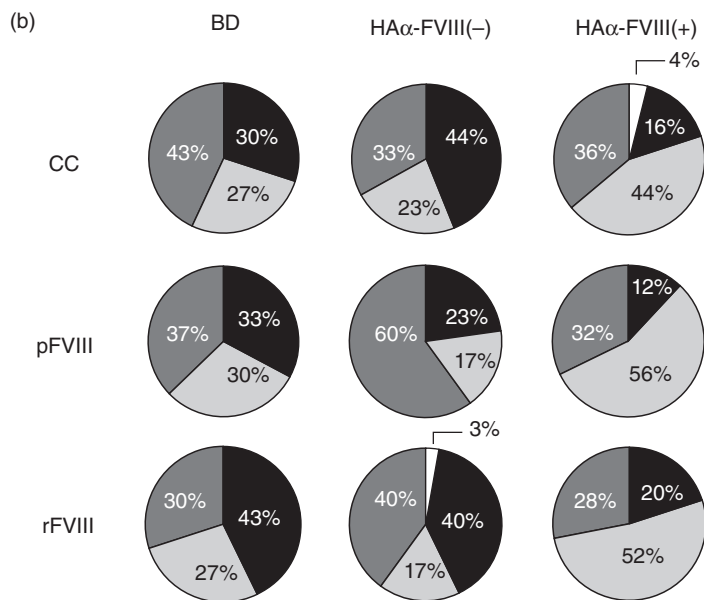 (b)
BD HAα-FVIII(–) HAα-FVIII(+)
4%
CC
43% 30% 27%
33% 44% 23%
36% 16% 44%
pFVIII
37% 33% 30%
60% 23% 17%
32% 12% 56%
3%
rFVIII
30% 43% 27%
40% 40% 17%
28% 20% 52%